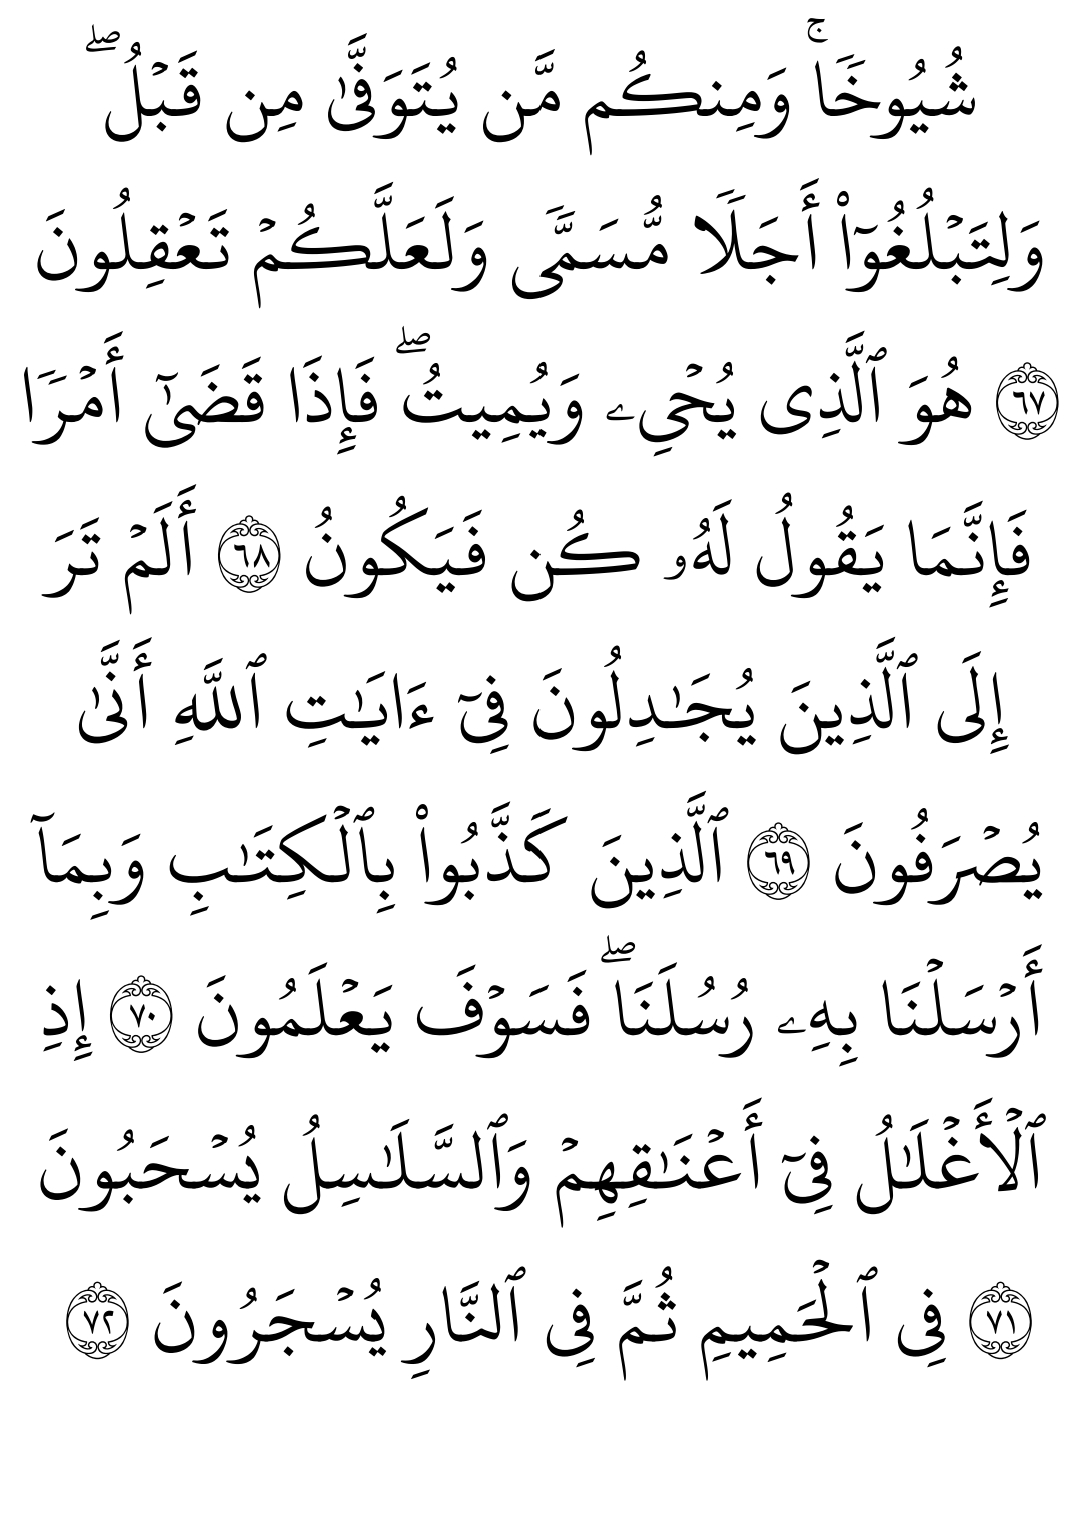 شُيُوخًاۚ وَمِنكُم مَّن يُتَوَفَّىٰ مِن قَبْلُۖ
وَلِتَبْلُغُوٓا۟ أَجَلًا مُّسَمًّى وَلَعَلَّكُمْ تَعْقِلُونَ
٦٧ هُوَ ٱلَّذِى يُحْىِۦ وَيُمِيتُۖ فَإِذَا قَضَىٰٓ أَمْرًا
فَإِنَّمَا يَقُولُ لَهُۥ كُن فَيَكُونُ ٦٨ أَلَمْ تَرَ
إِلَى ٱلَّذِينَ يُجَـٰدِلُونَ فِىٓ ءَايَـٰتِ ٱللَّهِ أَنَّىٰ
يُصْرَفُونَ ٦٩ ٱلَّذِينَ كَذَّبُوا۟ بِٱلْكِتَـٰبِ وَبِمَآ
أَرْسَلْنَا بِهِۦ رُسُلَنَاۖ فَسَوْفَ يَعْلَمُونَ ٧٠ إِذِ
ٱلْأَغْلَـٰلُ فِىٓ أَعْنَـٰقِهِمْ وَٱلسَّلَـٰسِلُ يُسْحَبُونَ
٧١ فِى ٱلْحَمِيمِ ثُمَّ فِى ٱلنَّارِ يُسْجَرُونَ ٧٢